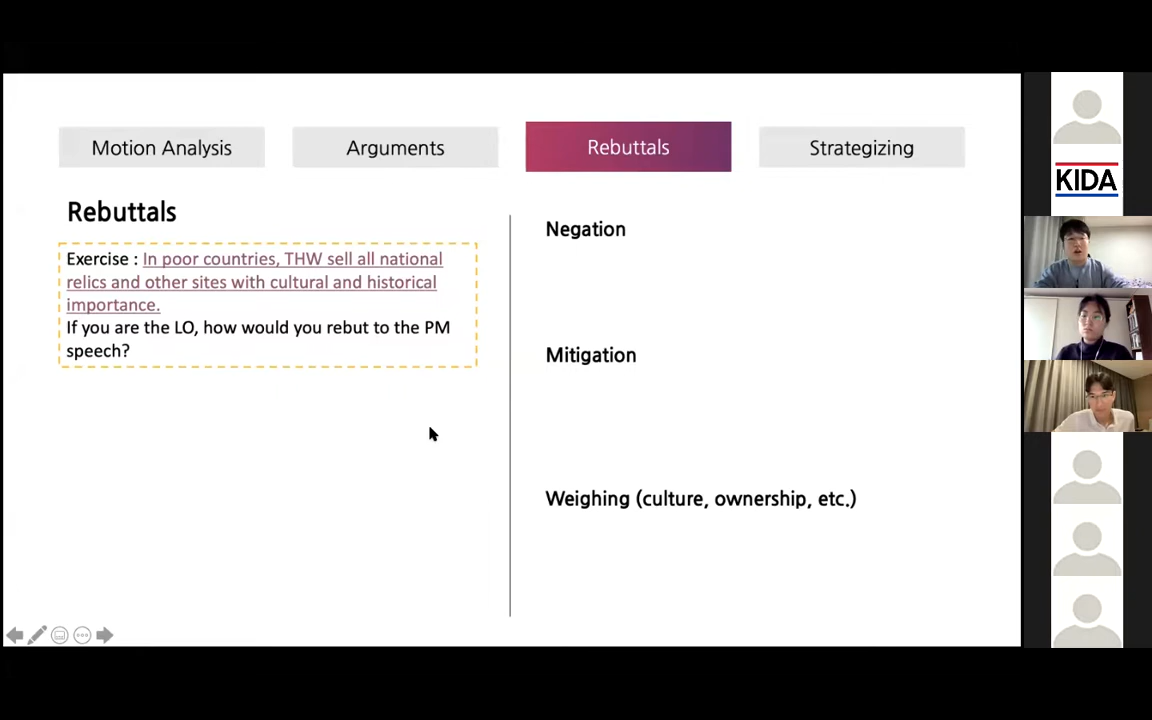 Motion Analysis
Arguments
Rebuttals
Strategizing
Rebuttals
Exercise : In poor countries, THW sell all national
relics and other sites with cultural and historical
importance.
If you are the LO, how would you rebut to the PM
speech?
Negation
Mitigation
Weighing (culture, ownership, etc.)
KIDA